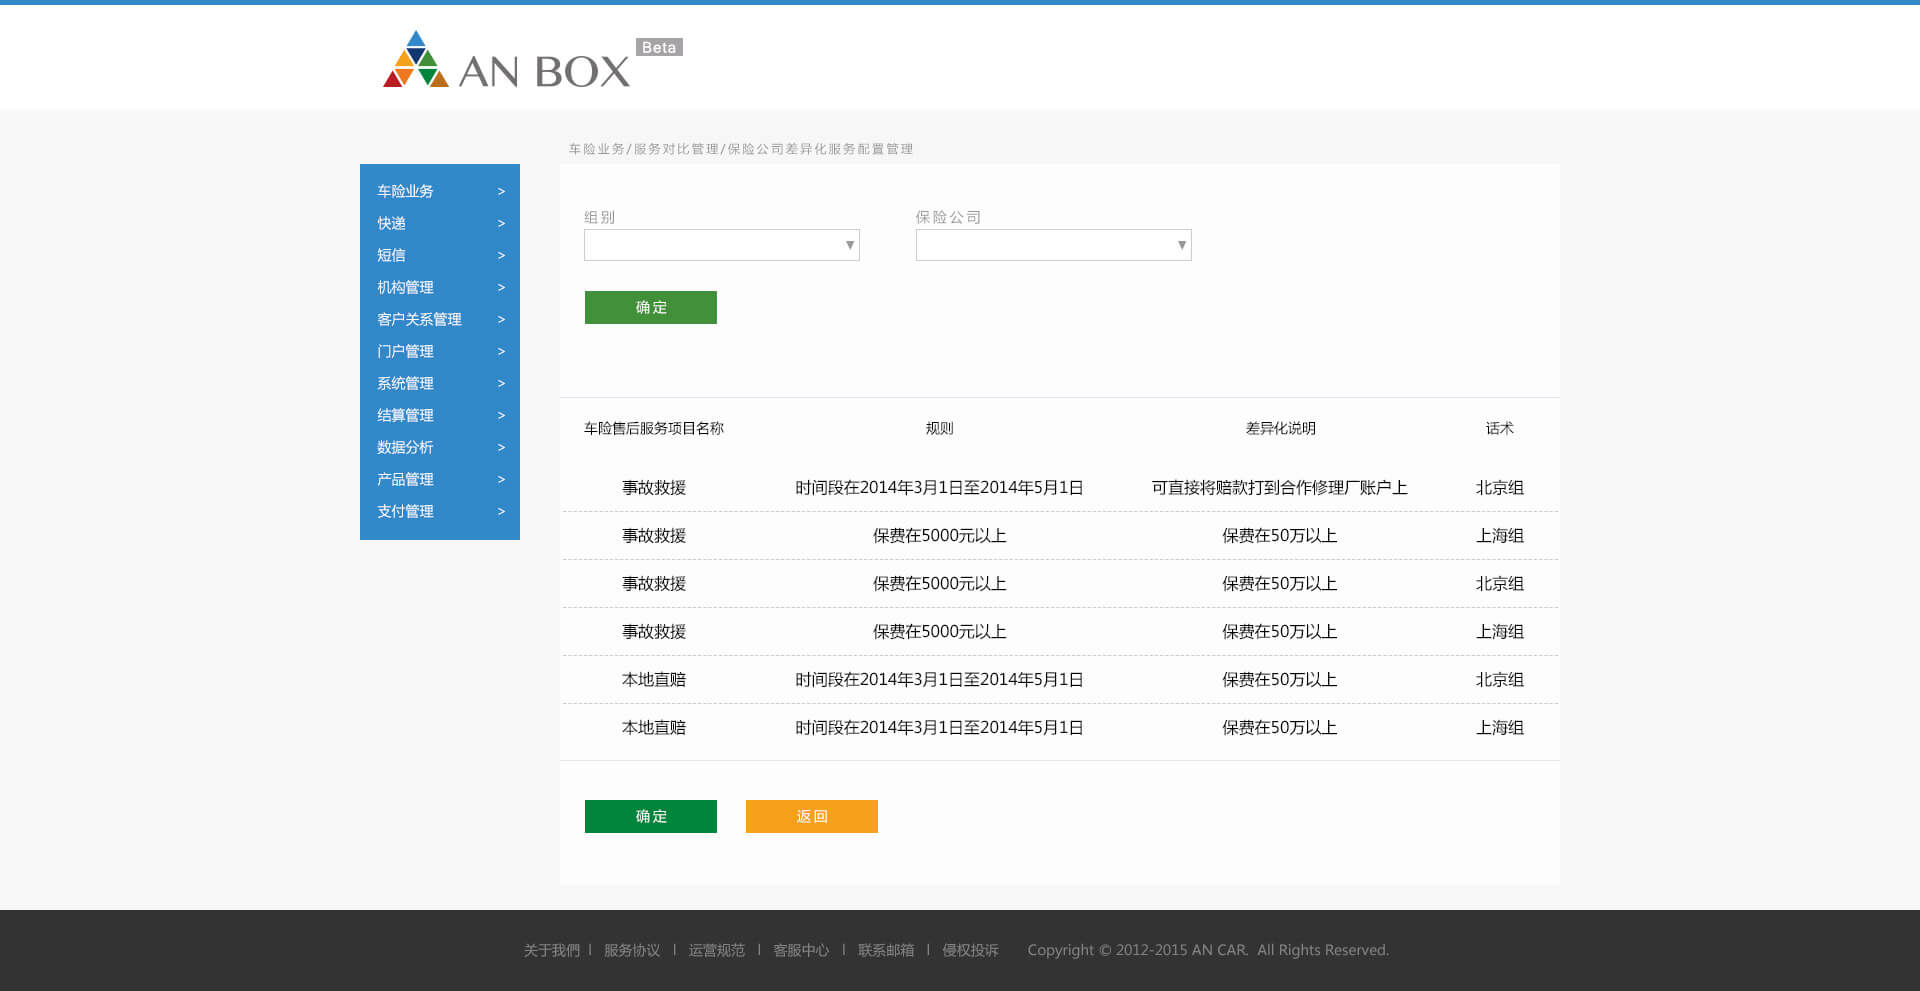 AN BOX Beta
车险业务/服务对比管理/保险公司差异化服务配置管理
车险业务 >
快递 >
短信 >
机构管理 >
客户关系管理 >
门户管理 >
系统管理 >
结算管理 >
数据分析 >
产品管理 >
支付管理 >
组别 保险公司
▼ ▼
确定
车险售后服务项目名称 规则 差异化说明 话术
事故救援 时间段在2014年3月1日至2014年5月1日 可直接将赔款打到合作修理厂账户上 北京组
事故救援 保费在5000元以上 保费在50万以上 上海组
事故救援 保费在5000元以上 保费在50万以上 北京组
事故救援 保费在5000元以上 保费在50万以上 上海组
本地直赔 时间段在2014年3月1日至2014年5月1日 保费在50万以上 北京组
本地直赔 时间段在2014年3月1日至2014年5月1日 保费在50万以上 上海组
确定 返回
关于我們 | 服务协议 | 运营规范 | 客服中心 | 联系邮箱 | 侵权投诉 Copyright © 2012-2015 AN CAR. All Rights Reserved.